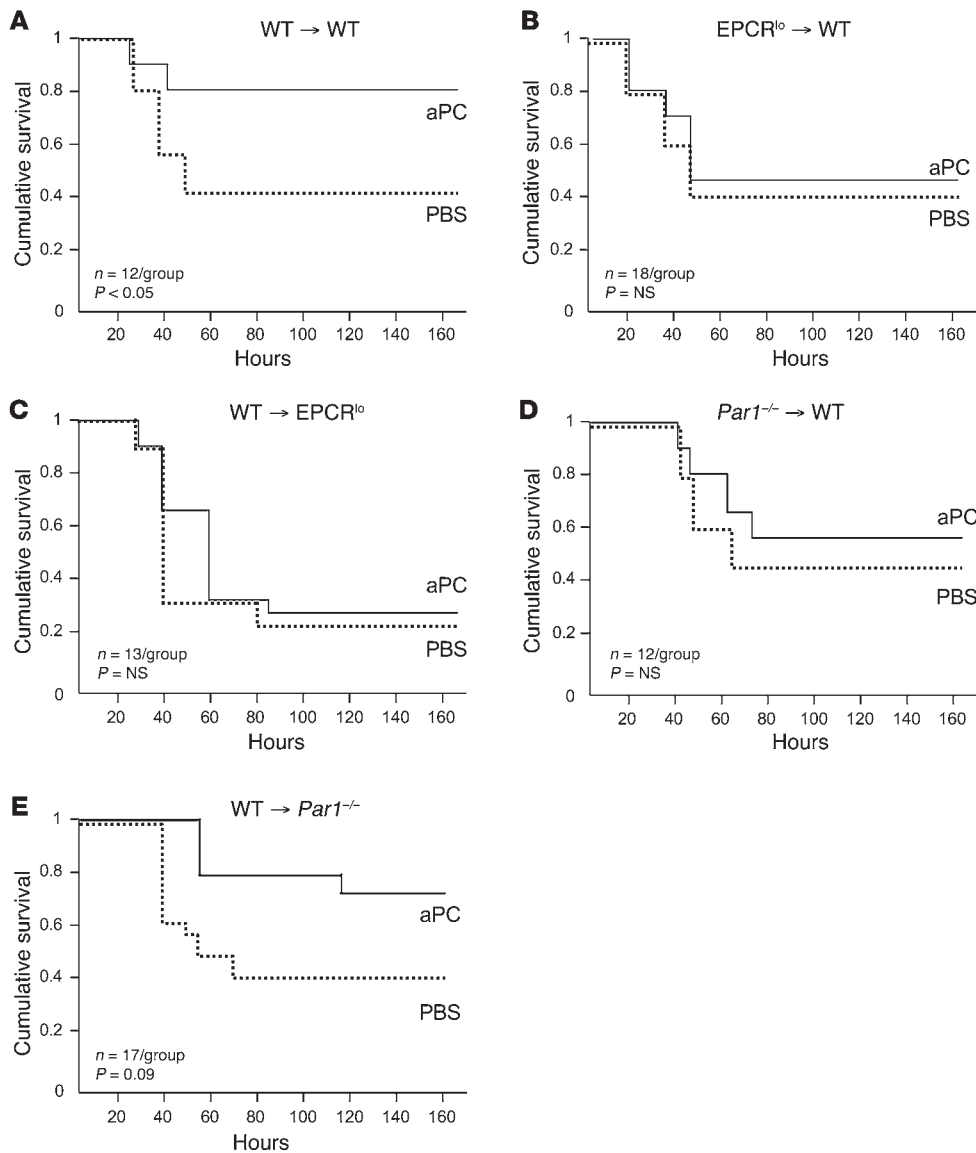 A
WT → WT
Cumulative survival
1
0.8
0.6
0.4
0.2
0
aPC
PBS
n = 12/group
P < 0.05
20 40 60 80 100 120 140 160
Hours
B
EPCRlo → WT
Cumulative survival
1
0.8
0.6
0.4
0.2
0
aPC
PBS
n = 18/group
P = NS
20 40 60 80 100 120 140 160
Hours
C
WT → EPCRlo
Cumulative survival
1
0.8
0.6
0.4
0.2
0
aPC
PBS
n = 13/group
P = NS
20 40 60 80 100 120 140 160
Hours
D
Par1–/– → WT
Cumulative survival
1
0.8
0.6
0.4
0.2
0
aPC
PBS
n = 12/group
P = NS
20 40 60 80 100 120 140 160
Hours
E
WT → Par1–/–
Cumulative survival
1
0.8
0.6
0.4
0.2
0
aPC
PBS
n = 17/group
P = 0.09
20 40 60 80 100 120 140 160
Hours